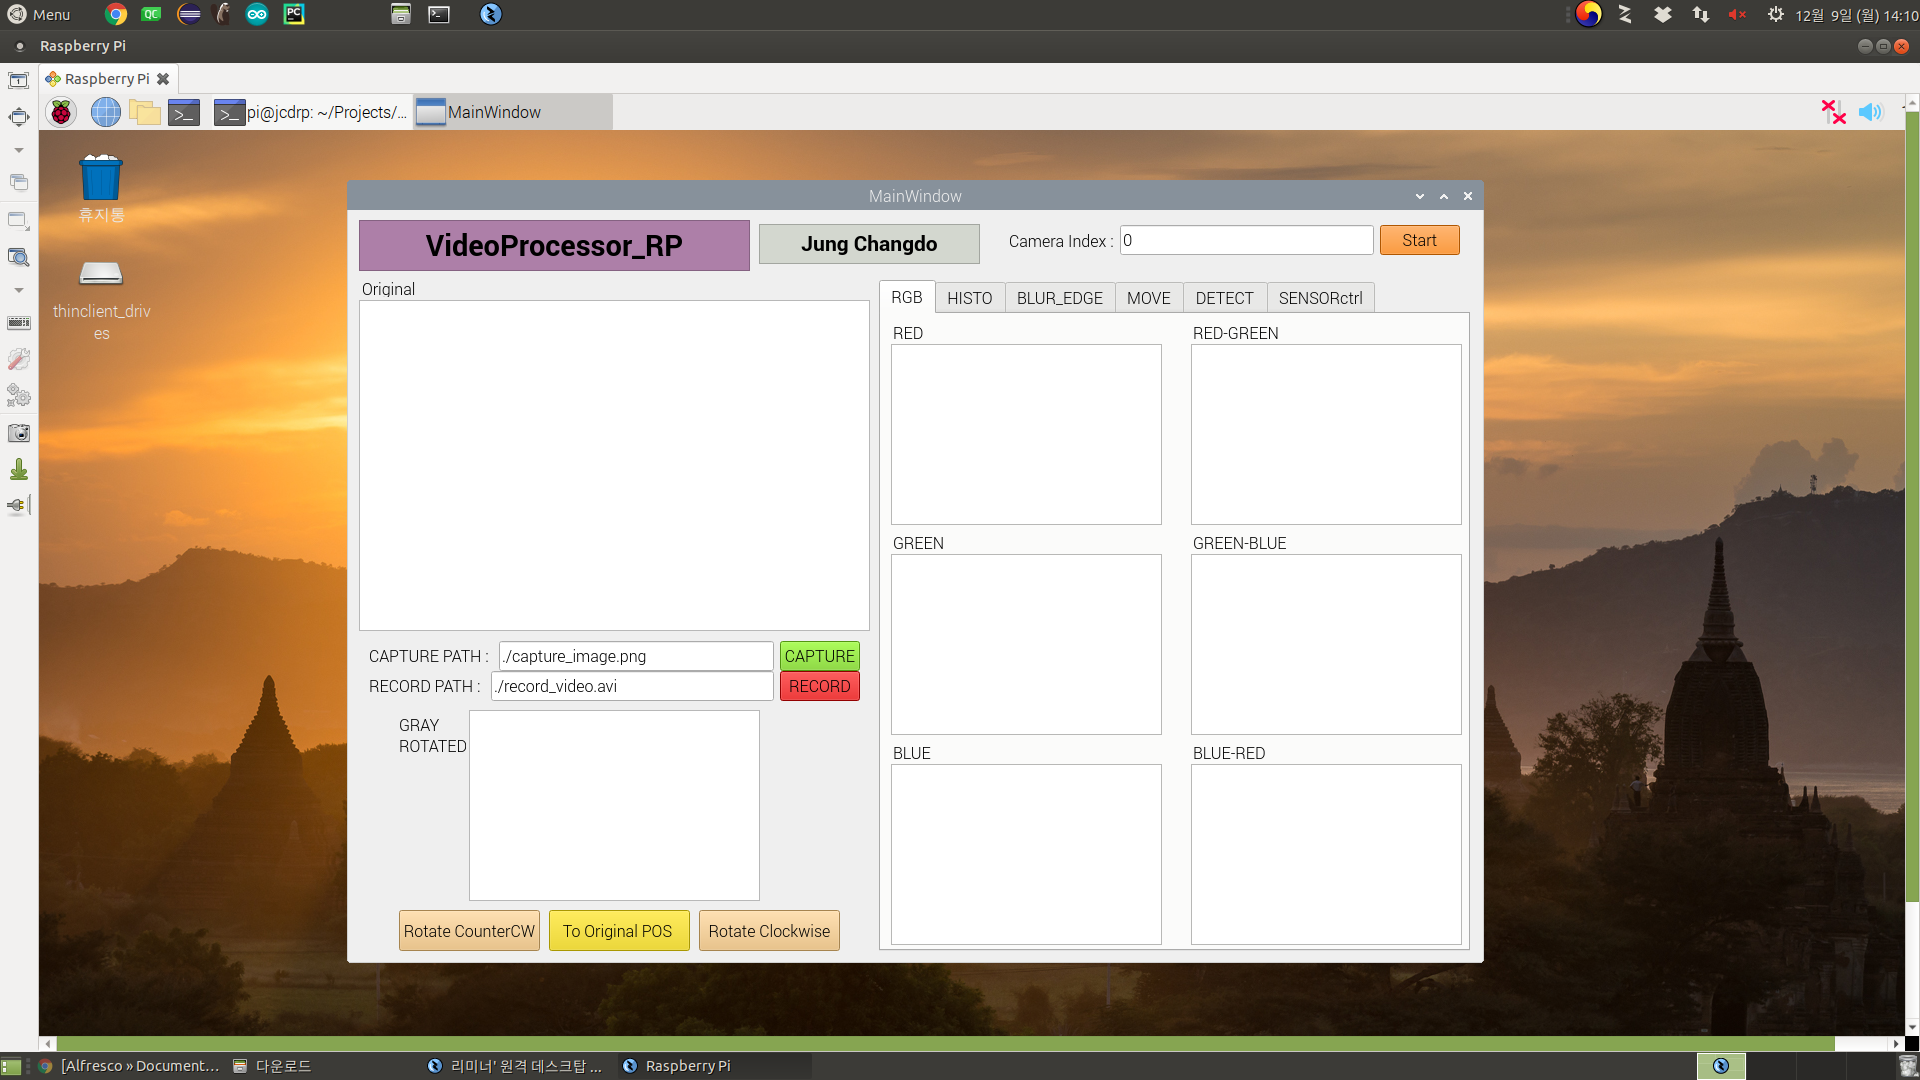 Menu
QC
PC
12월 9일 (월) 14:10
Raspberry Pi
Raspberry Pi
pi@jcdrp: ~/Projects/...
MainWindow
휴지통
thinclient_driv
es
MainWindow
VideoProcessor_RP
Jung Changdo
Camera Index :
0
Start
Original
RGB
HISTO
BLUR_EDGE
MOVE
DETECT
SENSORctrl
RED
RED-GREEN
GREEN
GREEN-BLUE
BLUE
BLUE-RED
CAPTURE PATH :
./capture_image.png
CAPTURE
RECORD PATH :
./record_video.avi
RECORD
GRAY
ROTATED
Rotate CounterCW
To Original POS
Rotate Clockwise
[Alfresco » Document...
다운로드
리미너' 원격 데스크탑 ...
Raspberry Pi